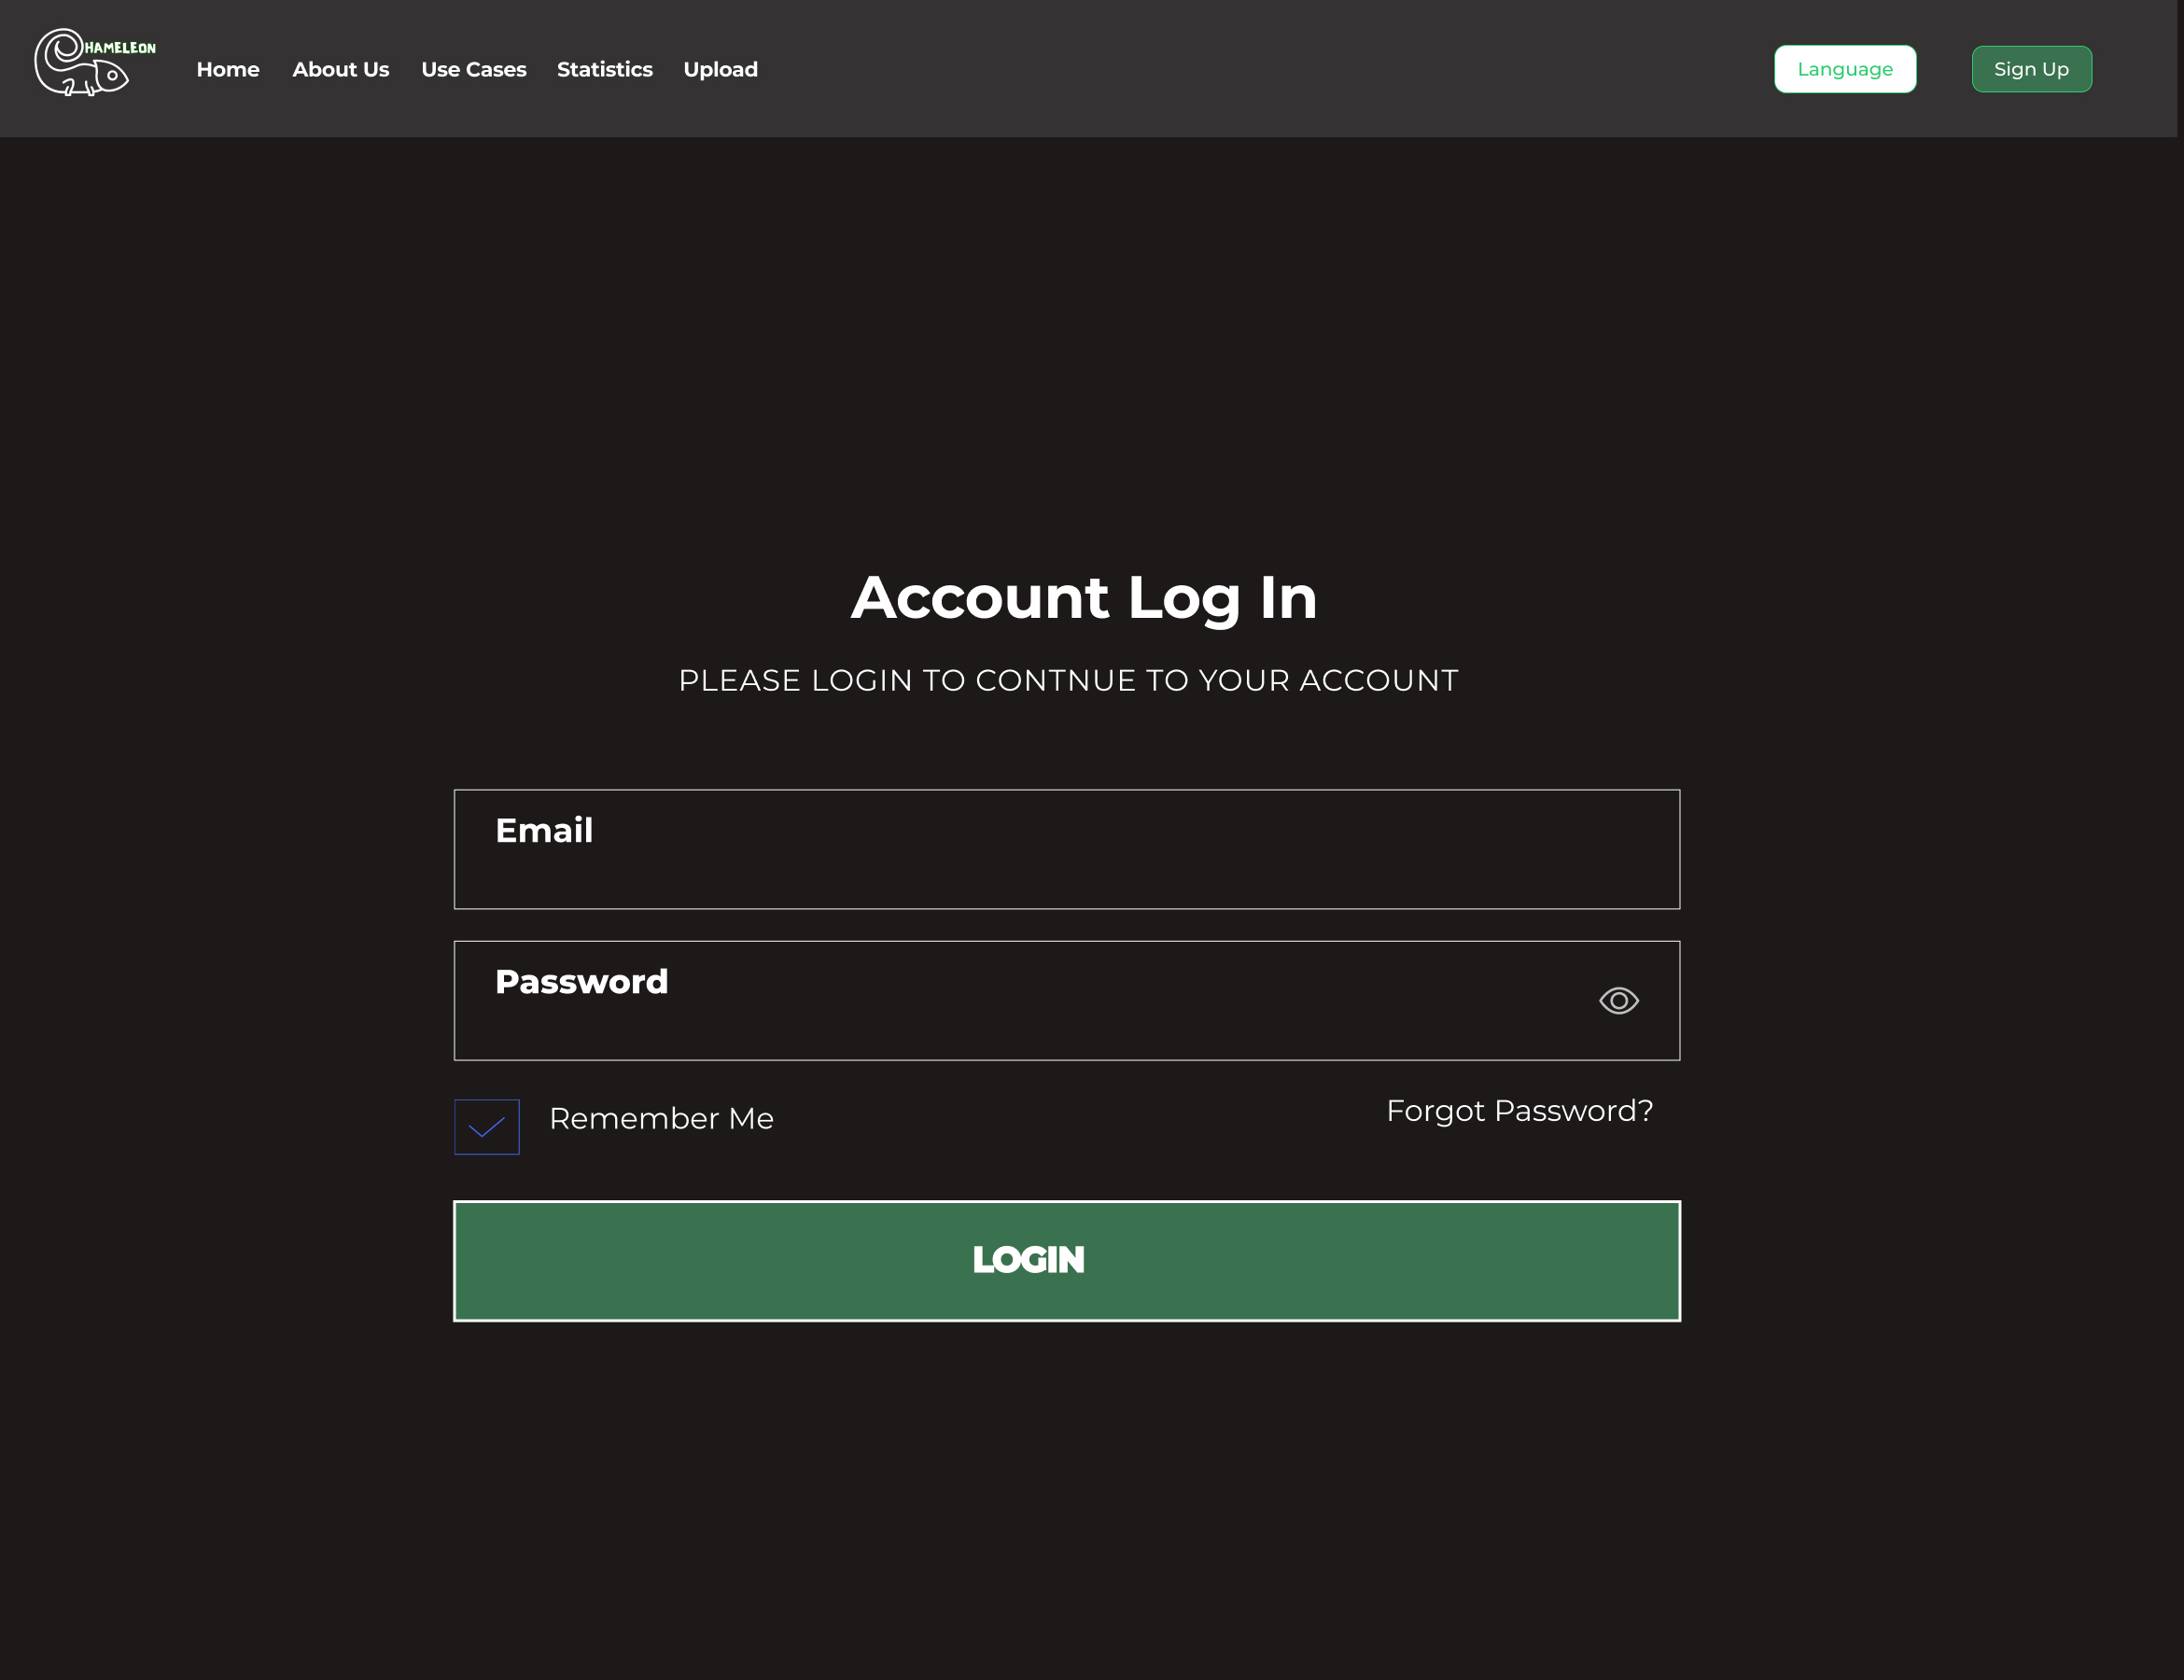 HAMELEON
Home About Us Use Cases Statistics Upload Language Sign Up
Account Log In
PLEASE LOGIN TO CONTNUE TO YOUR ACCOUNT
Email
Password
Remember Me Forgot Password?
LOGIN